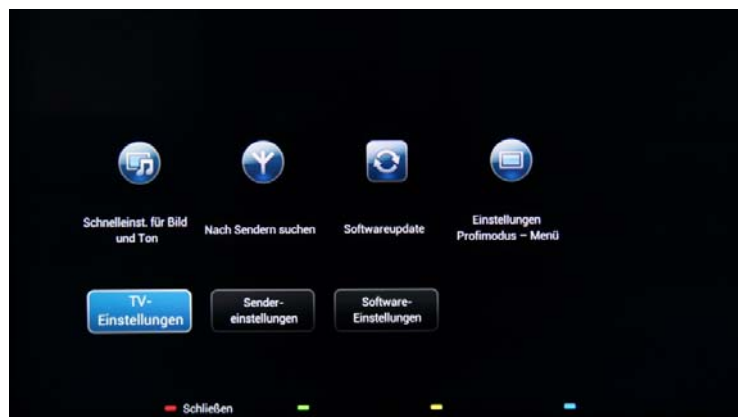 Schnelleinst. für Bild
und Ton
Nach Sendern suchen
Softwareupdate
Einstellungen
Profimodus – Menü
TV-
Einstellungen
Sender-
einstellungen
Software-
Einstellungen
Schließen